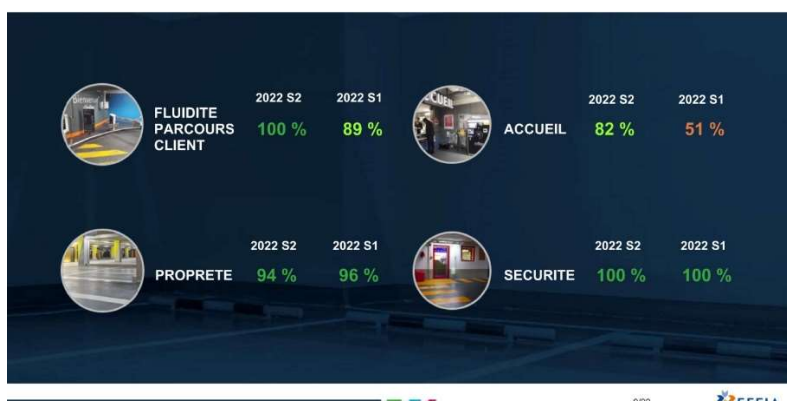 2022 S2 2022 S1
FLUIDITE
PARCOURS
CLIENT
100 % 89 %
2022 S2 2022 S1
ACCUEIL 82 % 51 %
2022 S2 2022 S1
PROPRETE 94 % 96 %
2022 S2 2022 S1
SECURITE 100 % 100 %